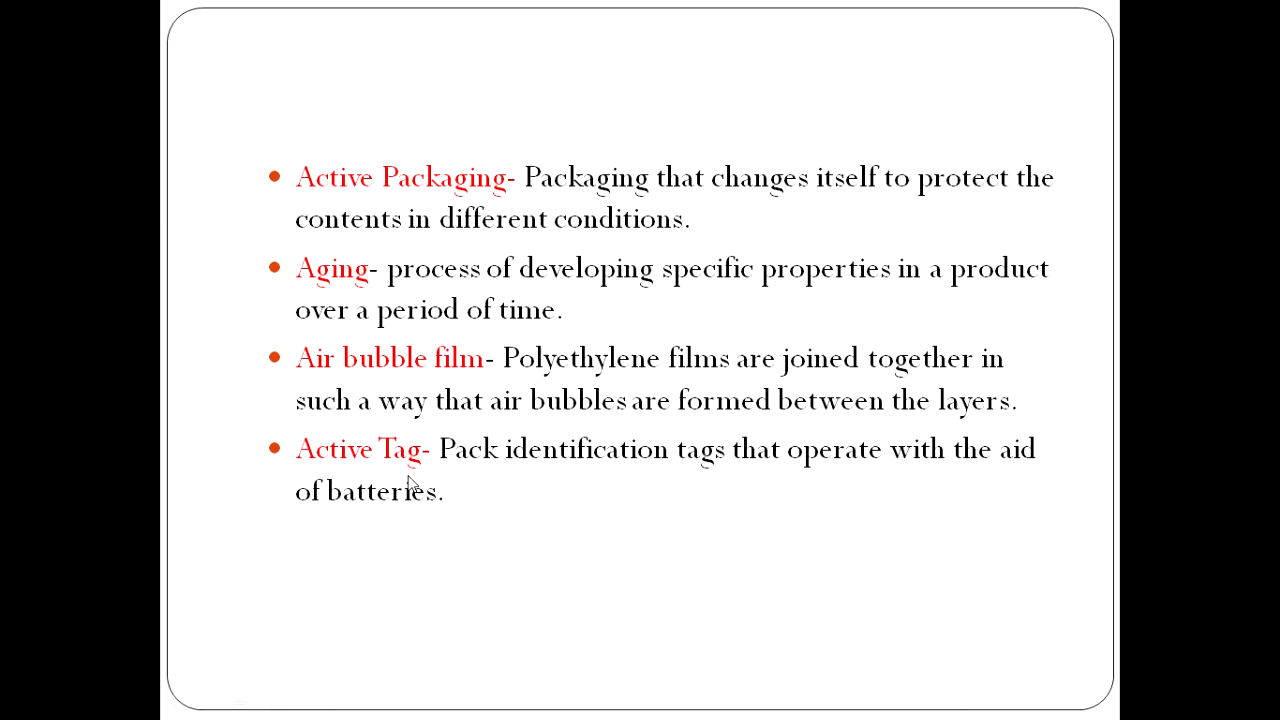 • Active Packaging- Packaging that changes itself to protect the
contents in different conditions.
• Aging- process of developing specific properties in a product
over a period of time.
• Air bubble film- Polyethylene films are joined together in
such a way that air bubbles are formed between the layers.
• Active Tag- Pack identification tags that operate with the aid
of batteries.